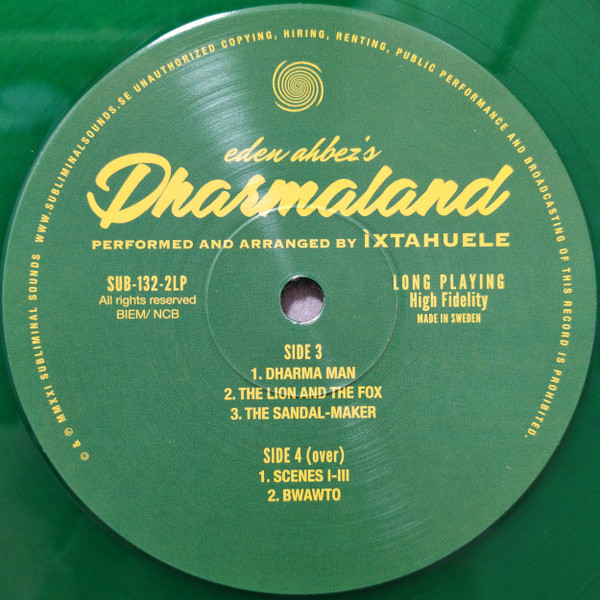 © & ℗ MMXXI SUBLIMINAL SOUNDS WWW.SUBLIMINALSOUNDS.SE UNAUTHORIZED COPYING, HIRING, RENTING, PUBLIC PERFORMANCE AND BROADCASTING OF THIS RECORD IS PROHIBITED.
eden ahbez's
Dharmaland
PERFORMED AND ARRANGED BY ÌXTAHUELE
SUB-132-2LP
All rights reserved
BIEM/ NCB
LONG PLAYING
High Fidelity
MADE IN SWEDEN
SIDE 3
1. DHARMA MAN
2. THE LION AND THE FOX
3. THE SANDAL-MAKER
SIDE 4 (over)
1. SCENES I-III
2. BWAWTO